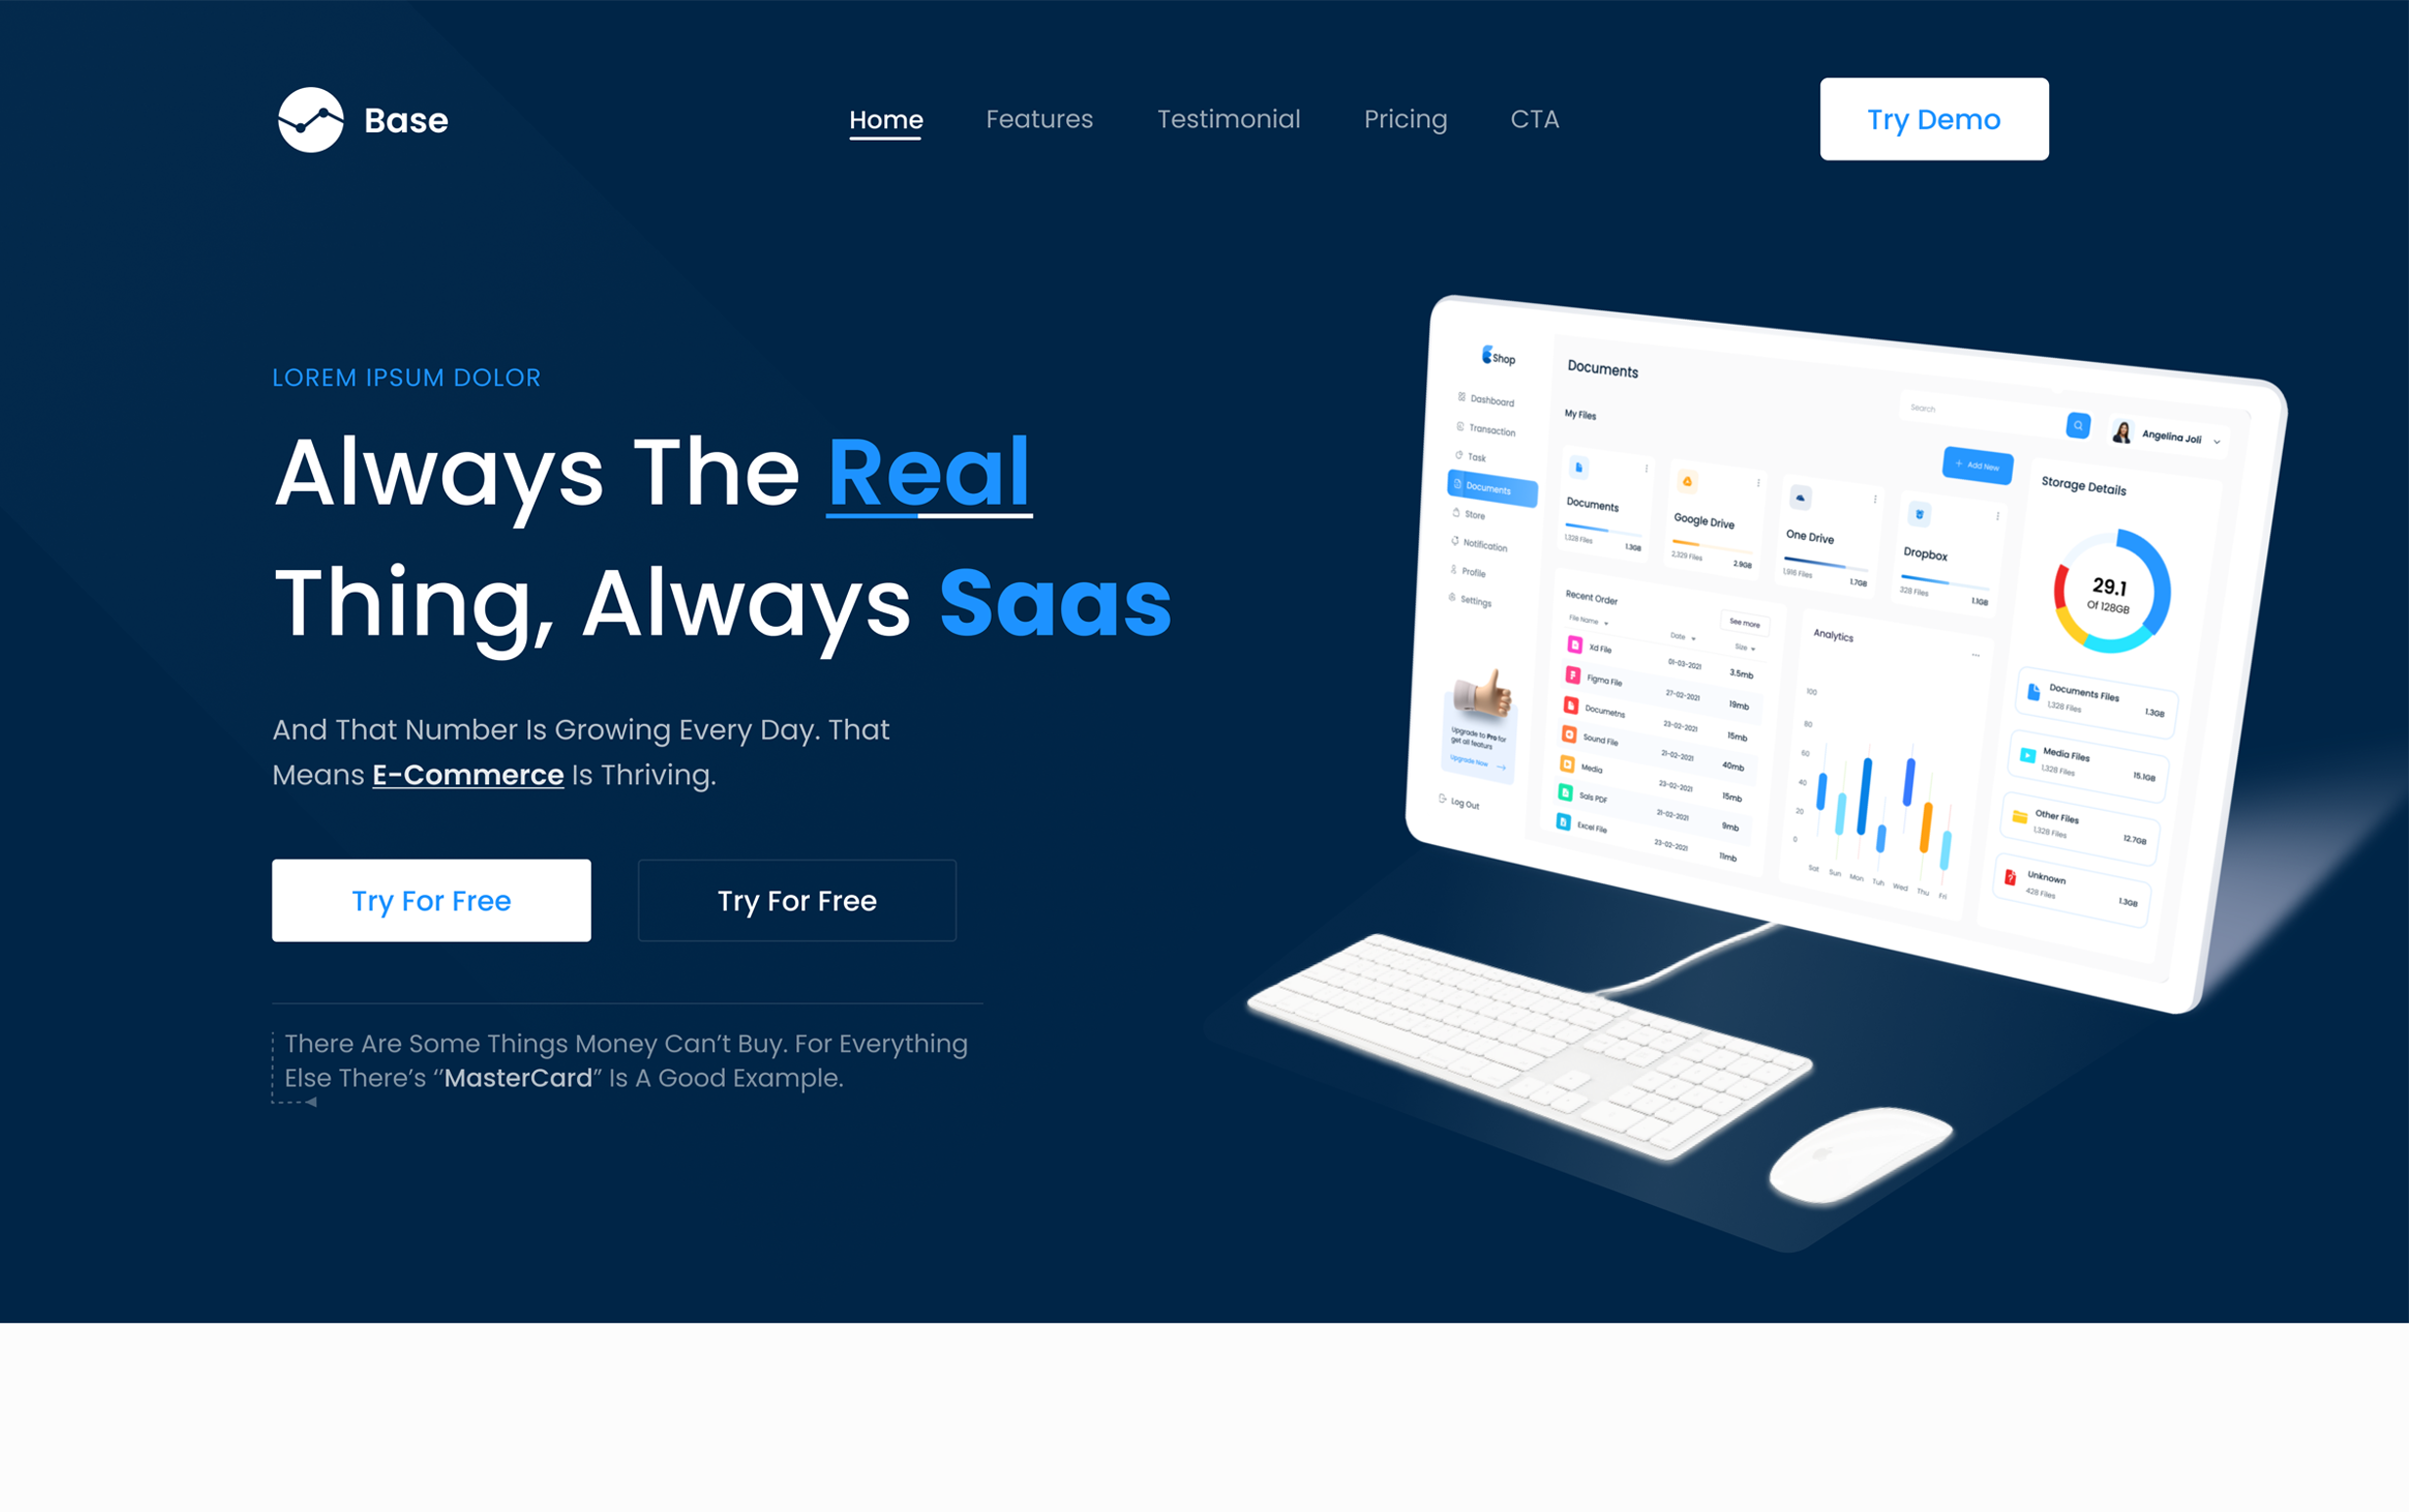 Base
Home
Features
Testimonial
Pricing
CTA
Try Demo
LOREM IPSUM DOLOR
Always The Real
Thing, Always Saas
And That Number Is Growing Every Day. That
Means E-Commerce Is Thriving.
Try For Free
Try For Free
There Are Some Things Money Can’t Buy. For Everything
Else There’s “MasterCard” Is A Good Example.
Shop
Dashboard
Transaction
Task
Documents
Store
Notification
Profile
Settings
Upgrade to Pro for
get all featurs
Upgrade Now
Log Out
Documents
Search
Angelina Joli
My Files
Add New
Documents
1,328 Files 1.3GB
Google Drive
2,329 Files 2.9GB
One Drive
1,916 Files 1.7GB
Dropbox
328 Files 1.1GB
Recent Order
See more
File Name Date Size
Xd File 01-03-2021 3.5mb
Figma File 27-02-2021 19mb
Documetns 23-02-2021 15mb
Sound File 21-02-2021 40mb
Media 23-02-2021 15mb
Sals PDF 21-02-2021 9mb
Excel File 23-02-2021 11mb
Analytics
100
80
60
40
20
0
Sat Sun Mon Tuh Wed Thu Fri
Storage Details
29.1
Of 128GB
Documents Files
1,328 Files 1.3GB
Media Files
1,328 Files 15.1GB
Other Files
1,328 Files 12.7GB
Unknown
428 Files 1.3GB